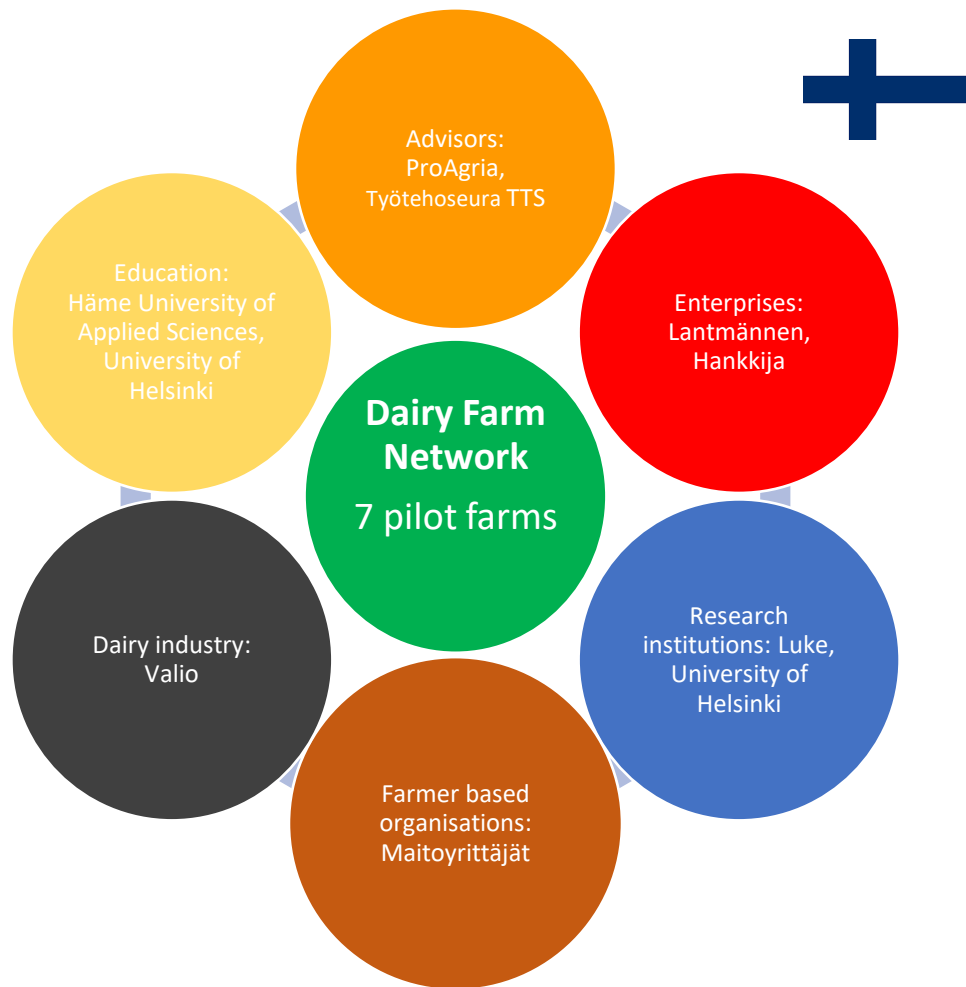 Advisors:
ProAgria,
Työtehoseura TTS
Education:
Häme University of
Applied Sciences,
University of
Helsinki
Enterprises:
Lantmännen,
Hankkija
Dairy Farm
Network
7 pilot farms
Dairy industry:
Valio
Research
institutions: Luke,
University of
Helsinki
Farmer based
organisations:
Maitoyrittäjät